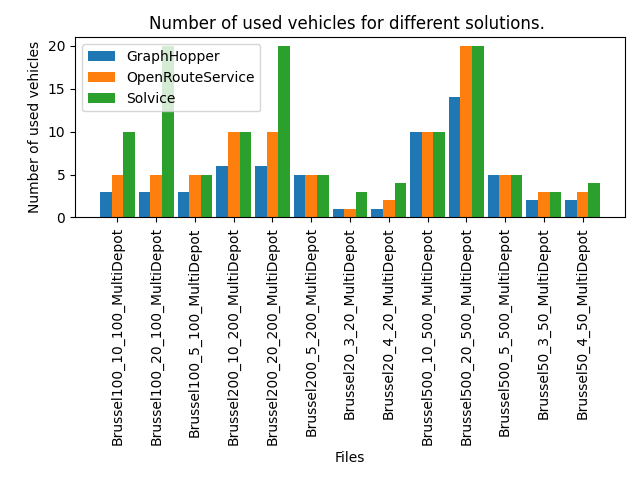 Number of used vehicles for different solutions.
GraphHopper
OpenRouteService
Solvice
Number of used vehicles
20
15
10
5
0
Brussel100_10_100_MultiDepot
Brussel100_20_100_MultiDepot
Brussel100_5_100_MultiDepot
Brussel200_10_200_MultiDepot
Brussel200_20_200_MultiDepot
Brussel200_5_200_MultiDepot
Brussel20_3_20_MultiDepot
Brussel20_4_20_MultiDepot
Brussel500_10_500_MultiDepot
Brussel500_20_500_MultiDepot
Brussel500_5_500_MultiDepot
Brussel50_3_50_MultiDepot
Brussel50_4_50_MultiDepot
Files